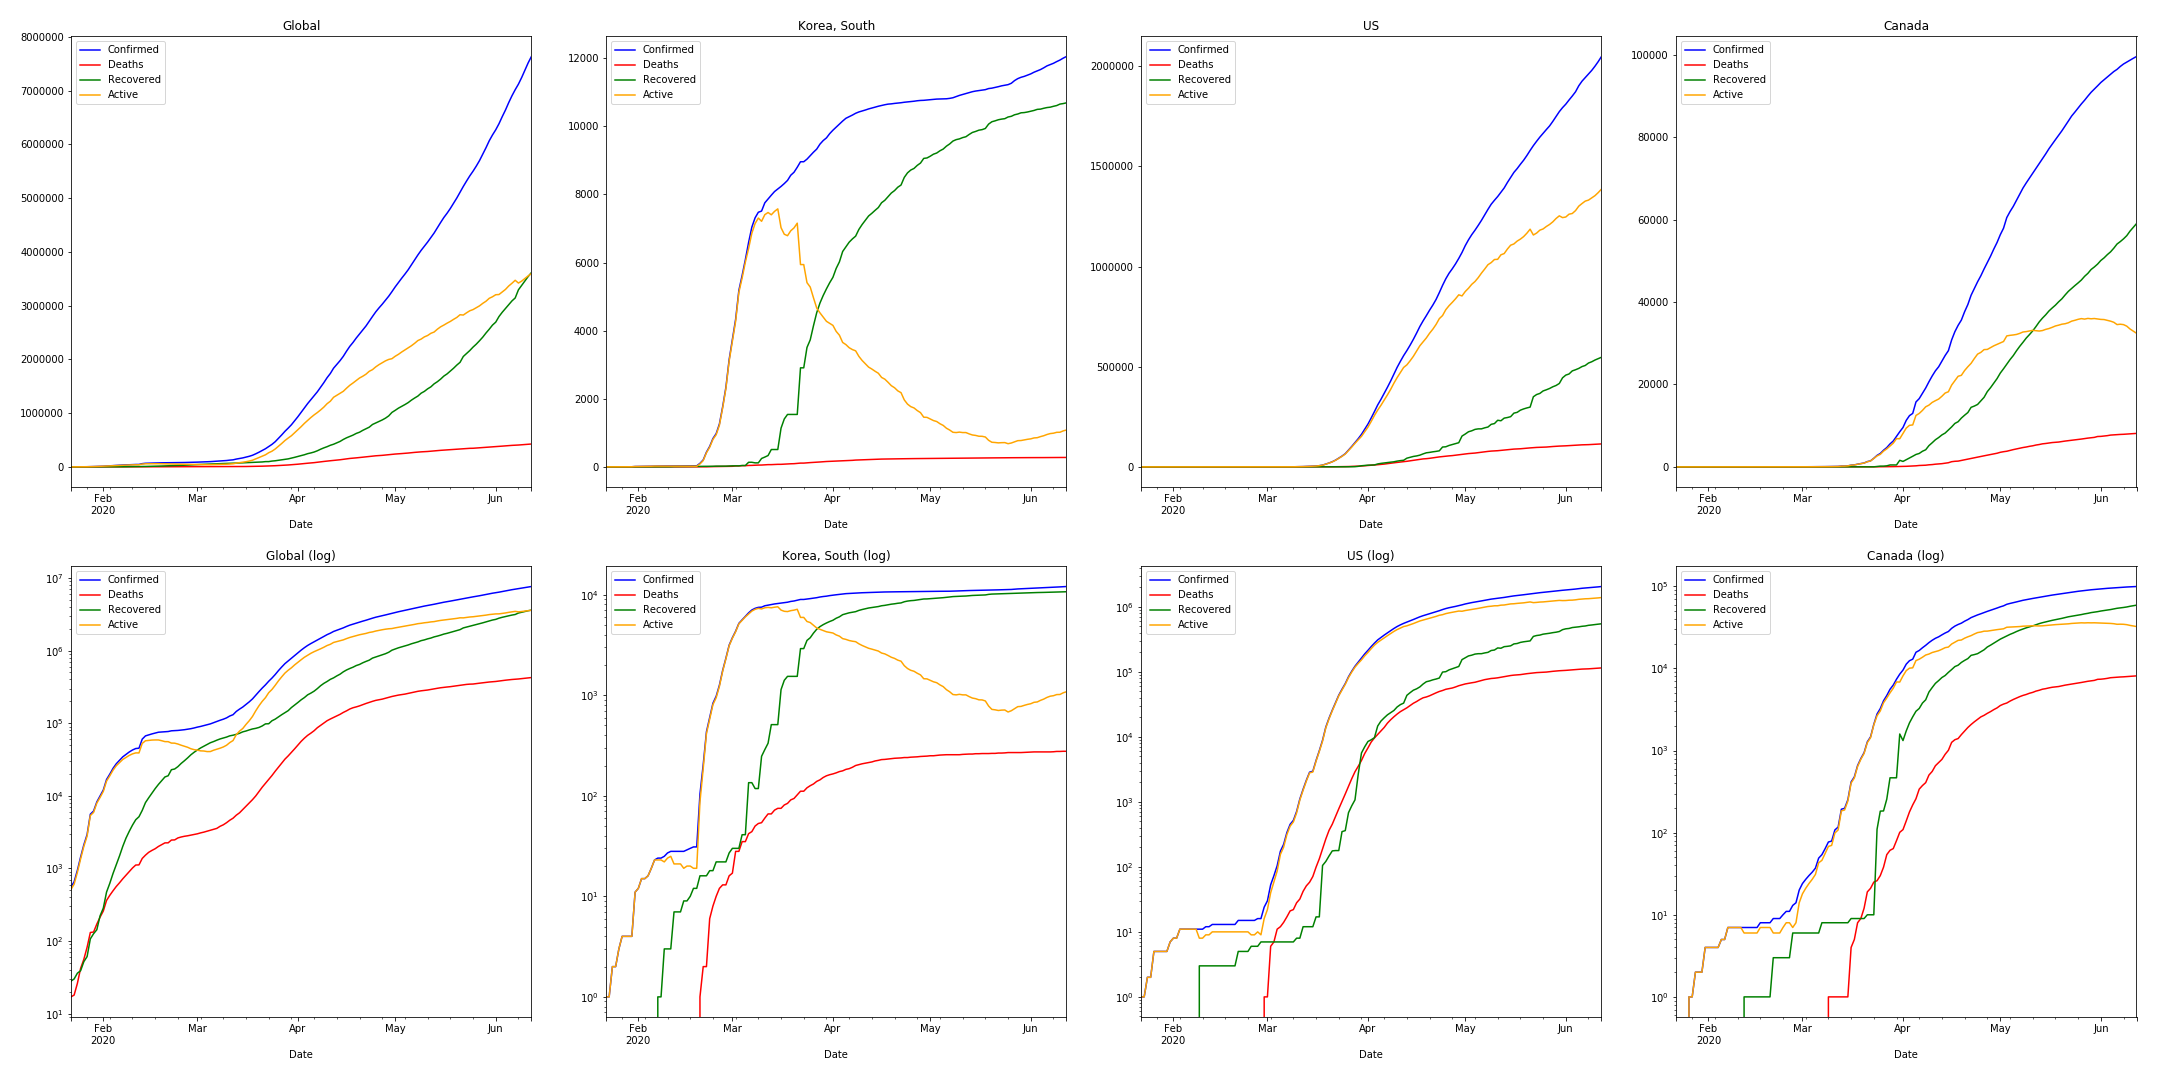 Global
8000000
7000000
6000000
5000000
4000000
3000000
2000000
1000000
0
Confirmed
Deaths
Recovered
Active
Feb
2020
Mar
Apr
May
Jun
Date
Korea, South
12000
10000
8000
6000
4000
2000
0
Confirmed
Deaths
Recovered
Active
Feb
2020
Mar
Apr
May
Jun
Date
US
2000000
1500000
1000000
500000
0
Confirmed
Deaths
Recovered
Active
Feb
2020
Mar
Apr
May
Jun
Date
Canada
100000
80000
60000
40000
20000
0
Confirmed
Deaths
Recovered
Active
Feb
2020
Mar
Apr
May
Jun
Date
Global (log)
10⁷
10⁶
10⁵
10⁴
10³
10²
10¹
Confirmed
Deaths
Recovered
Active
Feb
2020
Mar
Apr
May
Jun
Date
Korea, South (log)
10⁴
10³
10²
10¹
10⁰
Confirmed
Deaths
Recovered
Active
Feb
2020
Mar
Apr
May
Jun
Date
US (log)
10⁶
10⁵
10⁴
10³
10²
10¹
10⁰
Confirmed
Deaths
Recovered
Active
Feb
2020
Mar
Apr
May
Jun
Date
Canada (log)
10⁵
10⁴
10³
10²
10¹
10⁰
Confirmed
Deaths
Recovered
Active
Feb
2020
Mar
Apr
May
Jun
Date